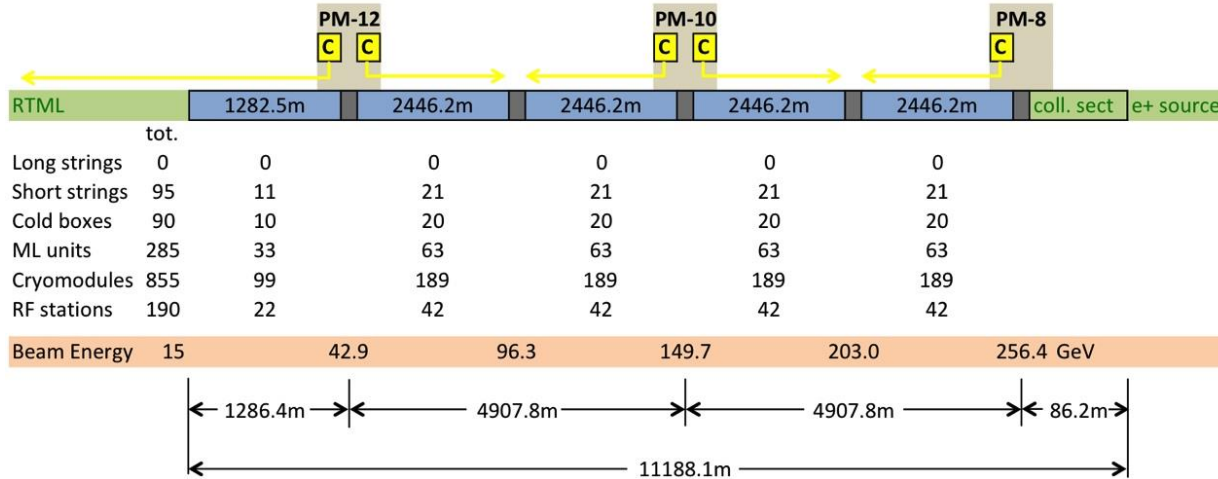 PM-12 PM-10 PM-8
C C C C C
RTML 1282.5m 2446.2m 2446.2m 2446.2m 2446.2m coll. sect e+ source
tot.
Long strings 0 0 0 0 0 0
Short strings 95 11 21 21 21 21
Cold boxes 90 10 20 20 20 20
ML units 285 33 63 63 63 63
Cryomodules 855 99 189 189 189 189
RF stations 190 22 42 42 42 42
Beam Energy 15 42.9 96.3 149.7 203.0 256.4 GeV
1286.4m 4907.8m 4907.8m 86.2m
11188.1m